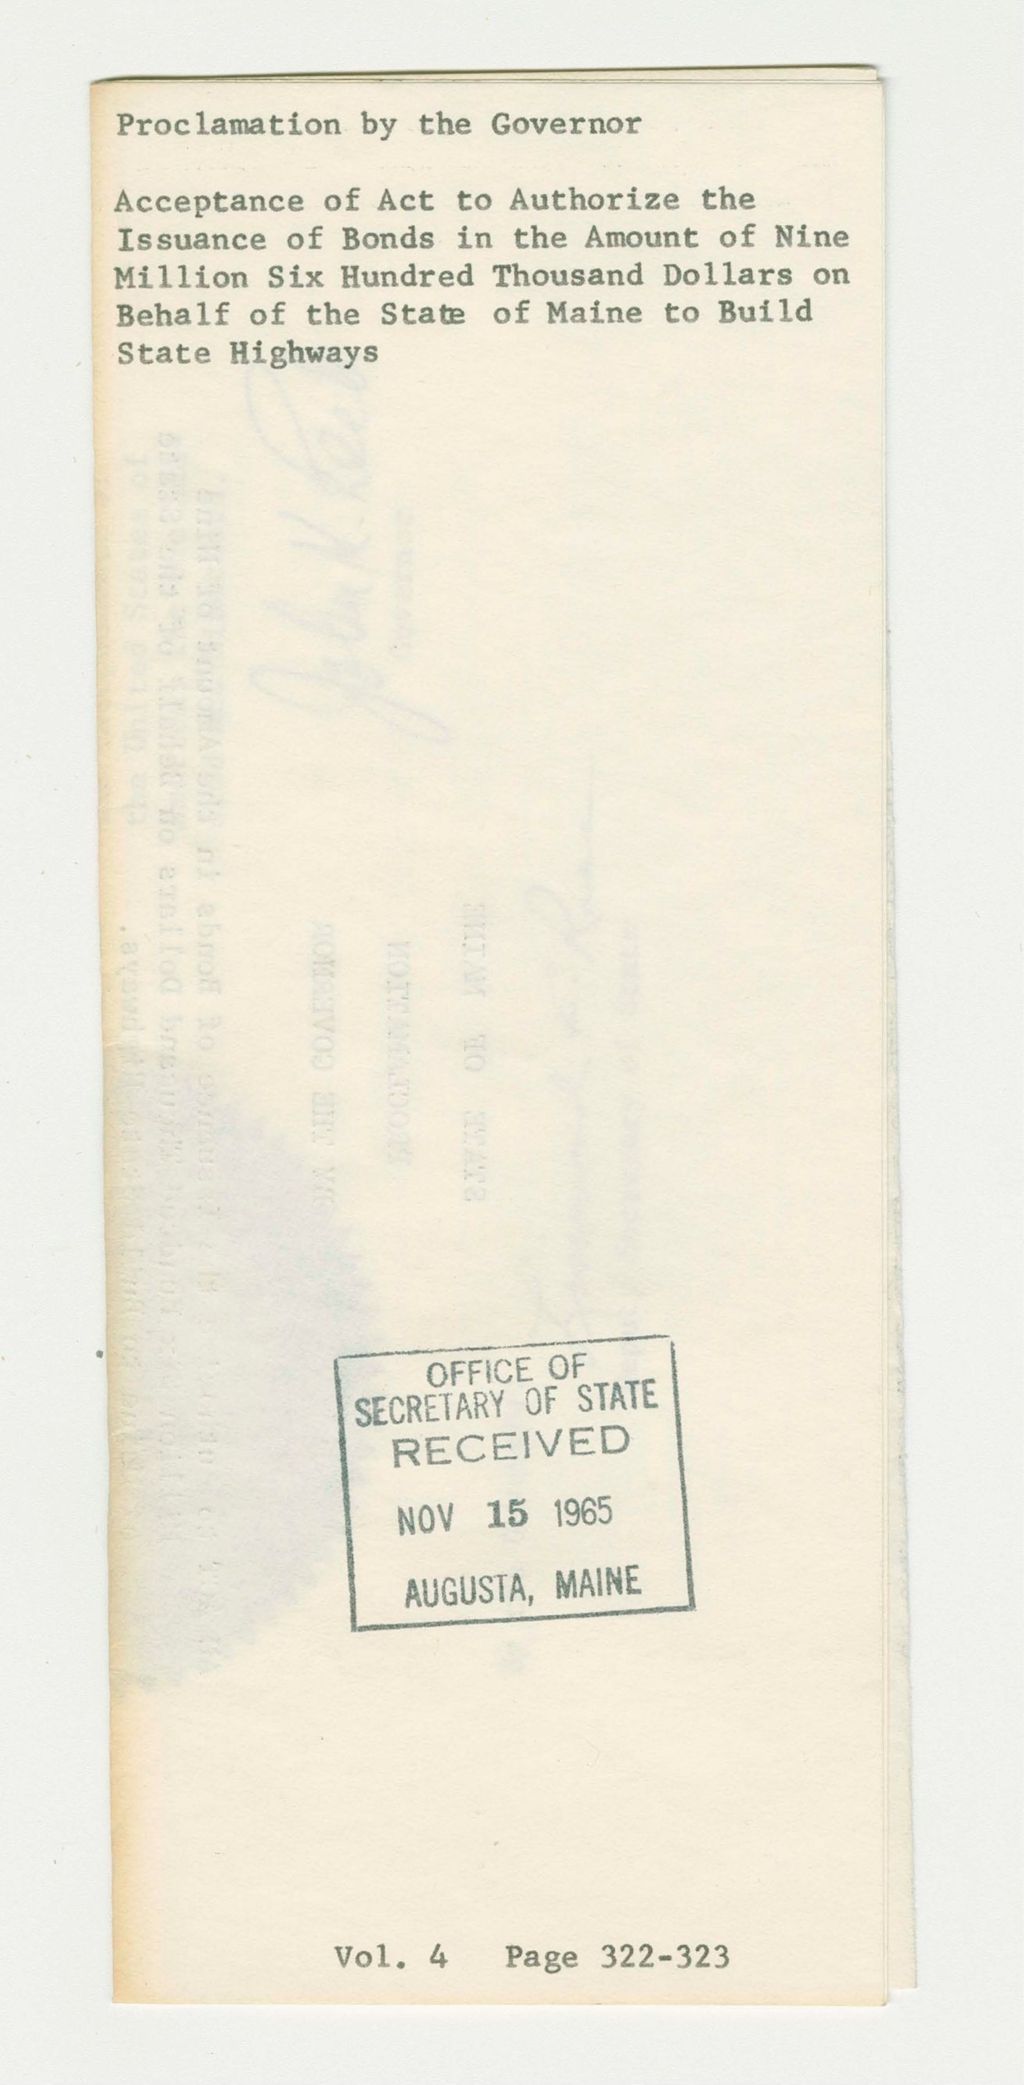 Proclamation by the Governor
Acceptance of Act to Authorize the
Issuance of Bonds in the Amount of Nine
Million Six Hundred Thousand Dollars on
Behalf of the State of Maine to Build
State Highways
OFFICE OF
SECRETARY OF STATE
RECEIVED
NOV 15 1965
AUGUSTA, MAINE
Vol. 4 Page 322-323